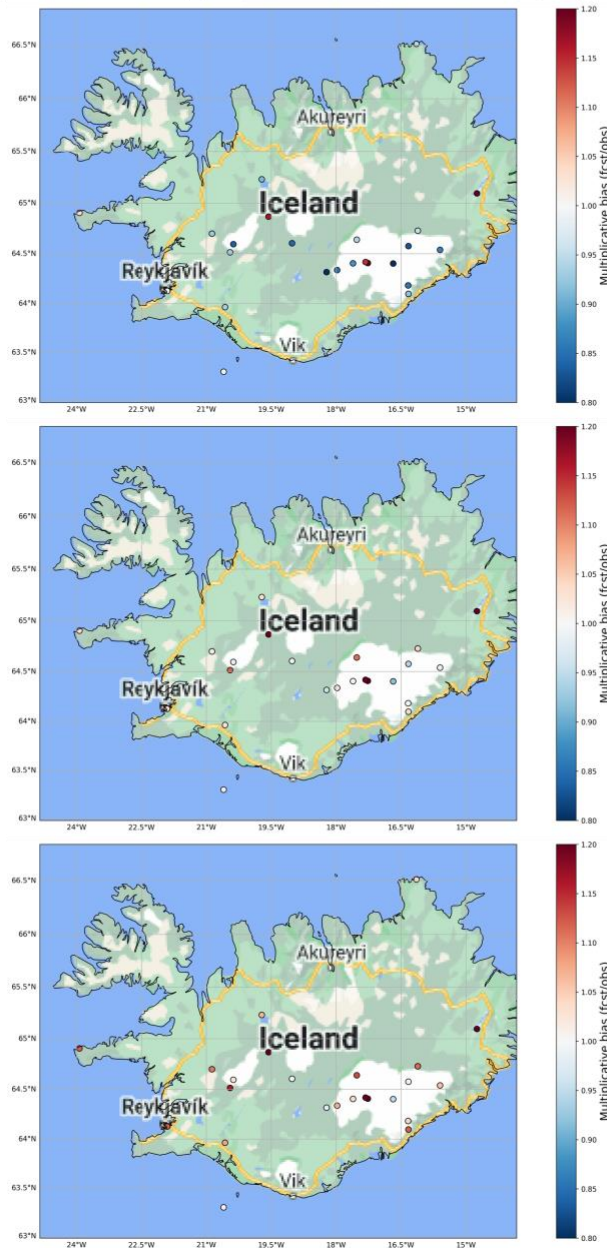 66.5°N
66°N
65.5°N
65°N
64.5°N
64°N
63.5°N
63°N
24°W 22.5°W 21°W 19.5°W 18°W 16.5°W 15°W
Akureyri
Iceland
Reykjavík
Vik
1.20
1.15
1.10
1.05
1.00
0.95
0.90
0.85
0.80
Multiplicative bias (fcst/obs)
66.5°N
66°N
65.5°N
65°N
64.5°N
64°N
63.5°N
63°N
24°W 22.5°W 21°W 19.5°W 18°W 16.5°W 15°W
Akureyri
Iceland
Reykjavík
Vik
1.20
1.15
1.10
1.05
1.00
0.95
0.90
0.85
0.80
Multiplicative bias (fcst/obs)
66.5°N
66°N
65.5°N
65°N
64.5°N
64°N
63.5°N
63°N
24°W 22.5°W 21°W 19.5°W 18°W 16.5°W 15°W
Akureyri
Iceland
Reykjavík
Vik
1.20
1.15
1.10
1.05
1.00
0.95
0.90
0.85
0.80
Multiplicative bias (fcst/obs)